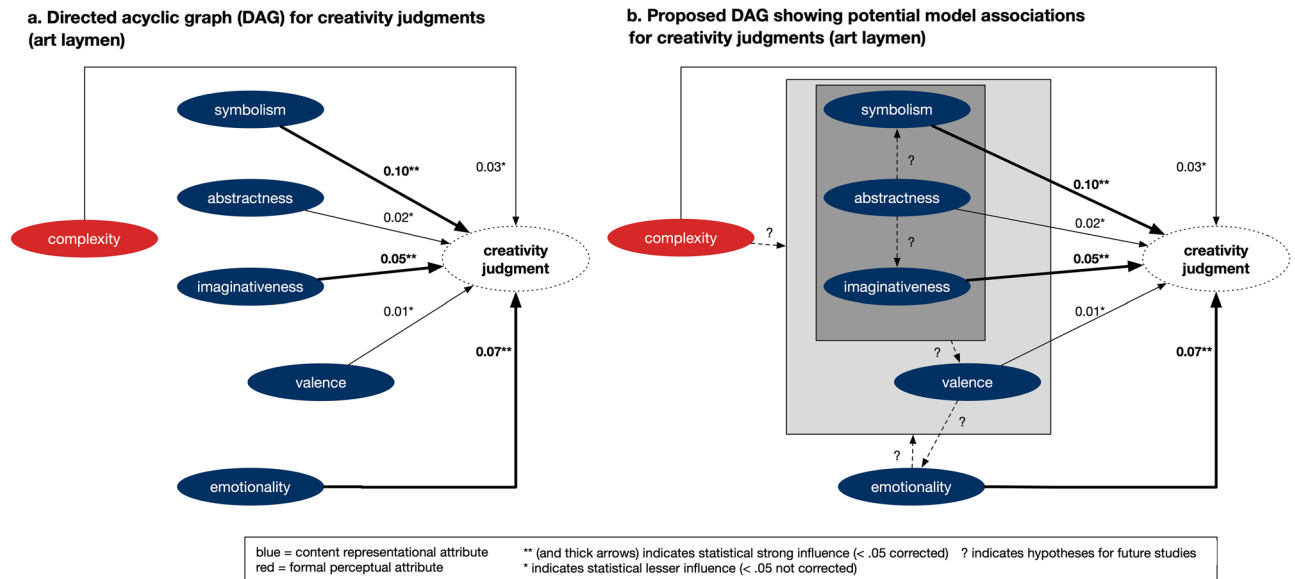 a. Directed acyclic graph (DAG) for creativity judgments
(art laymen)
symbolism
0.10**
0.03*
abstractness
0.02*
complexity
creativity
judgment
0.05**
imaginativeness
0.01*
0.07**
valence
emotionality
b. Proposed DAG showing potential model associations
for creativity judgments (art laymen)
symbolism
?
0.10**
0.03*
abstractness
0.02*
complexity
?
?
creativity
judgment
0.05**
imaginativeness
0.01*
?
0.07**
valence
?
?
emotionality
blue = content representational attribute
red = formal perceptual attribute
** (and thick arrows) indicates statistical strong influence (< .05 corrected)
* indicates statistical lesser influence (< .05 not corrected)
? indicates hypotheses for future studies